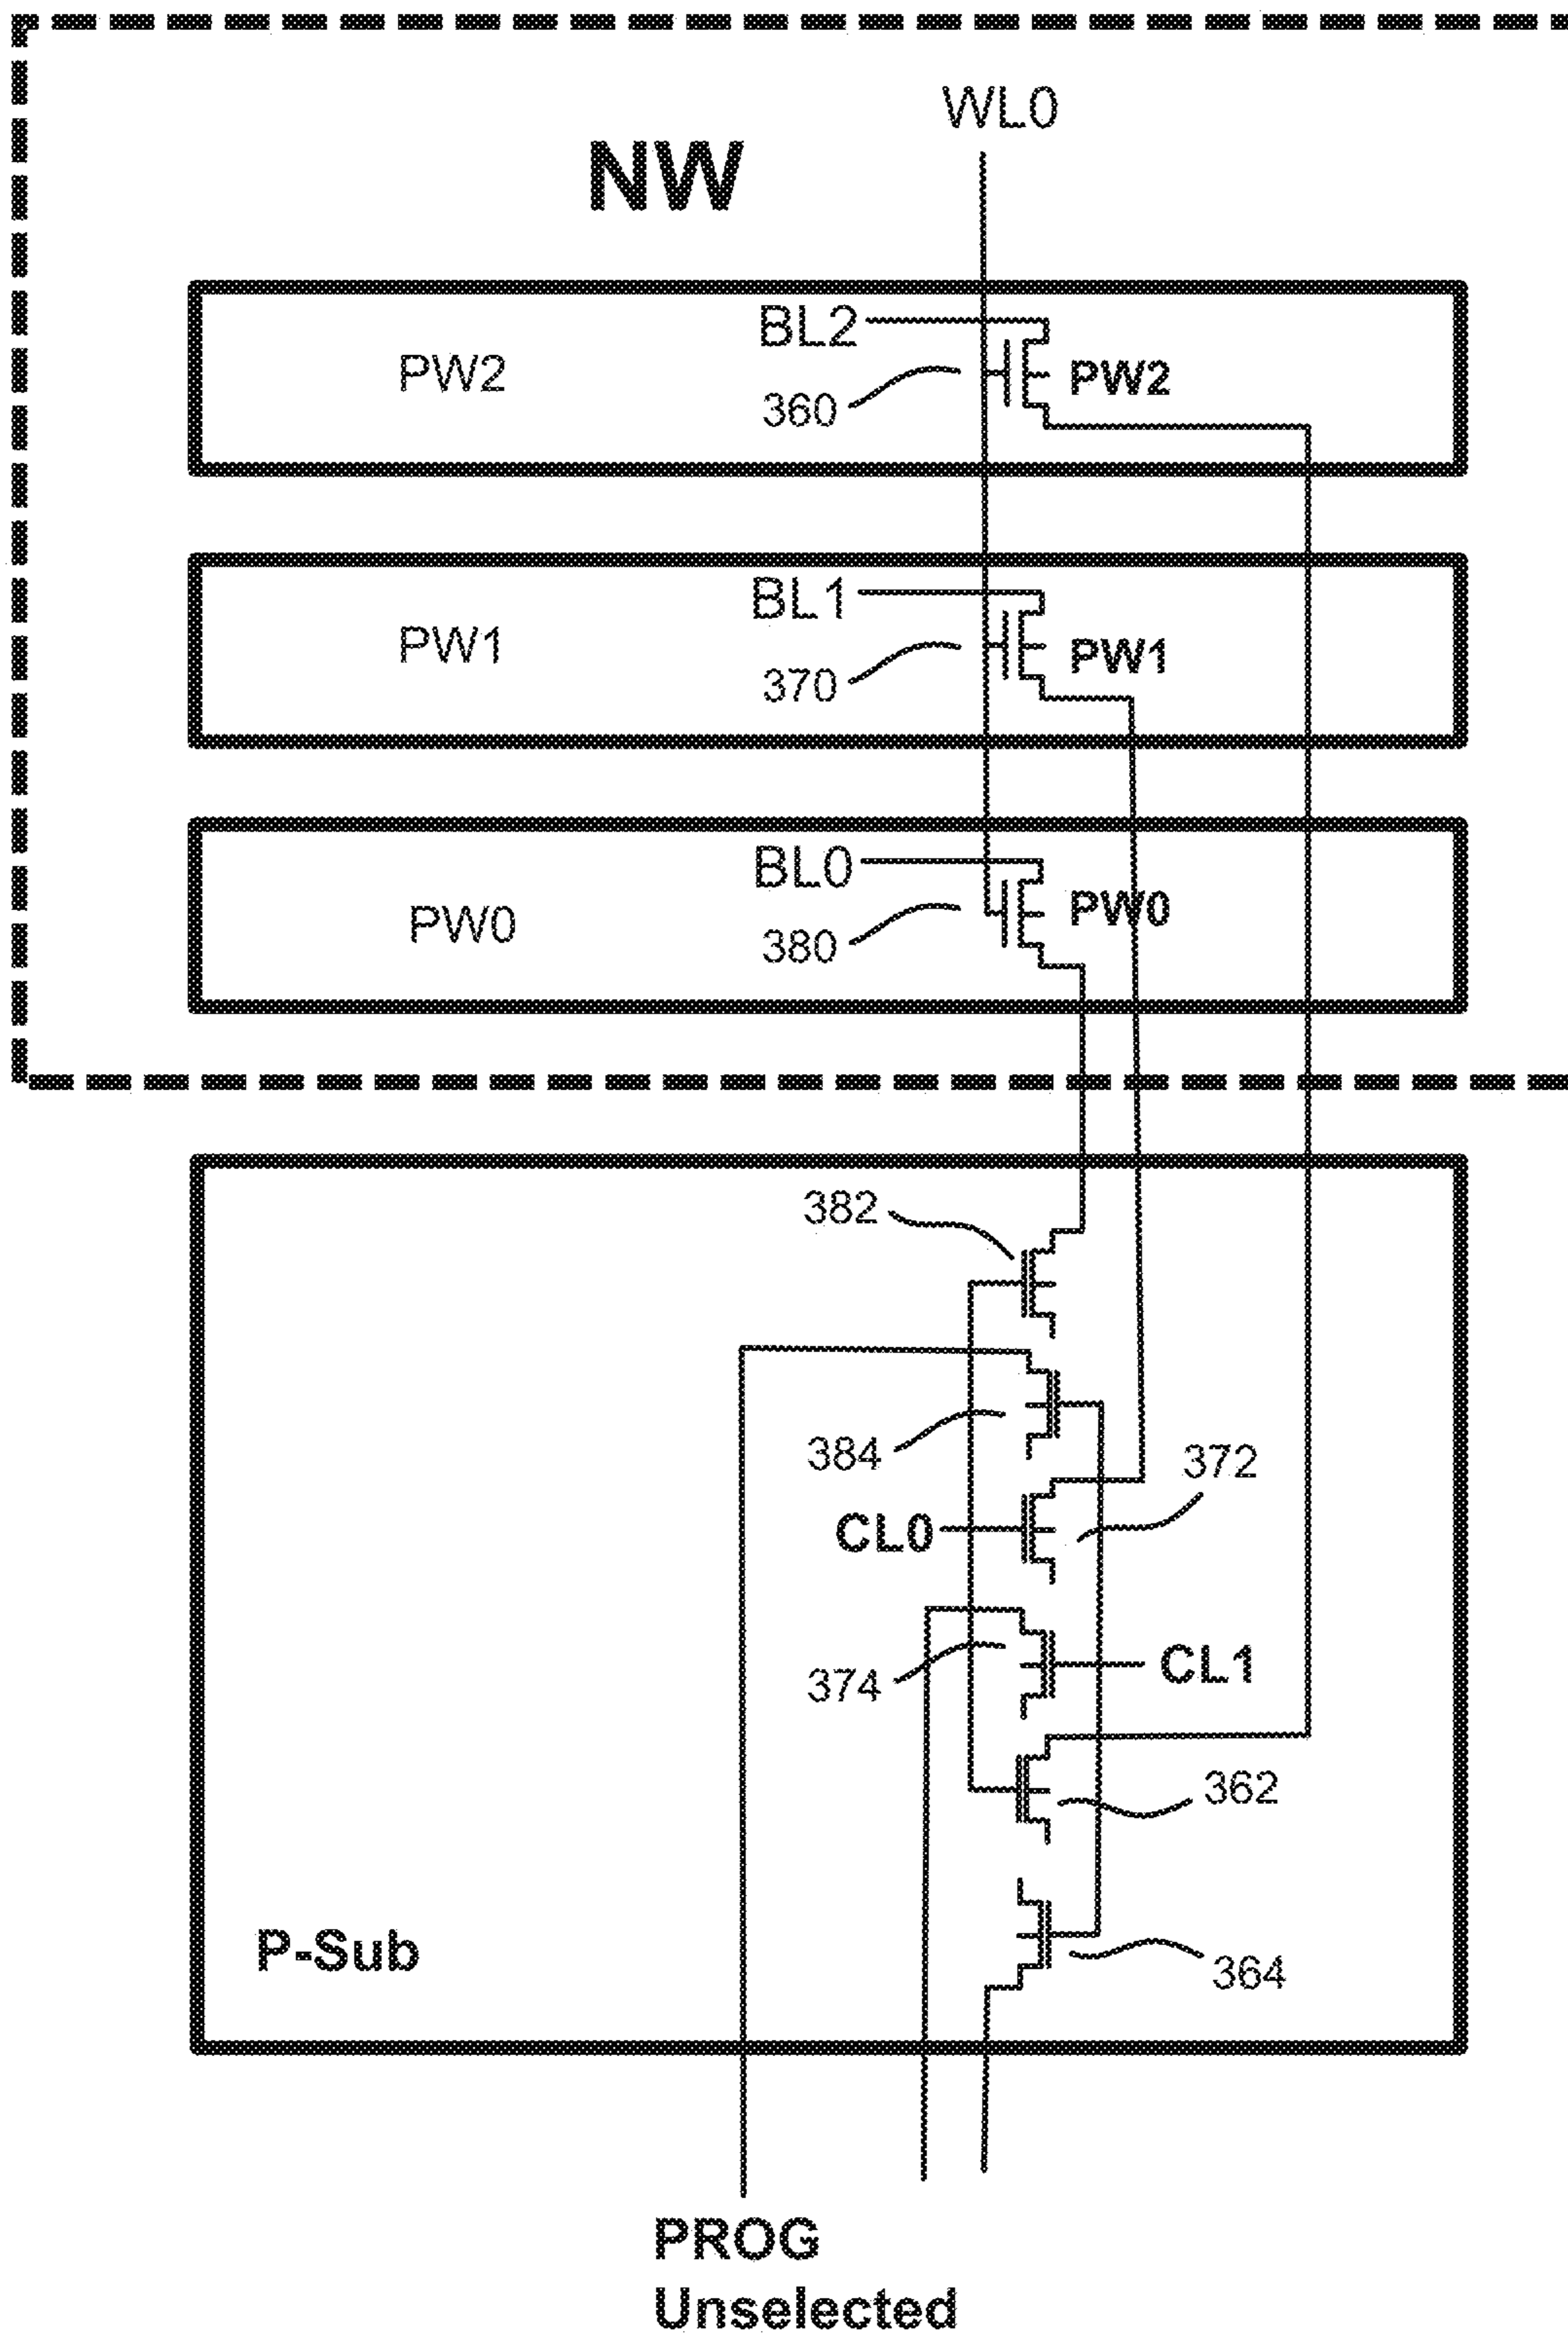 WL0
NW
BL2
PW2
PW2
360
BL1
PW1
PW1
370
BL0
PW0
PW0
380
382
384
372
CL0
374
CL1
362
P-Sub
364
PROG
Unselected